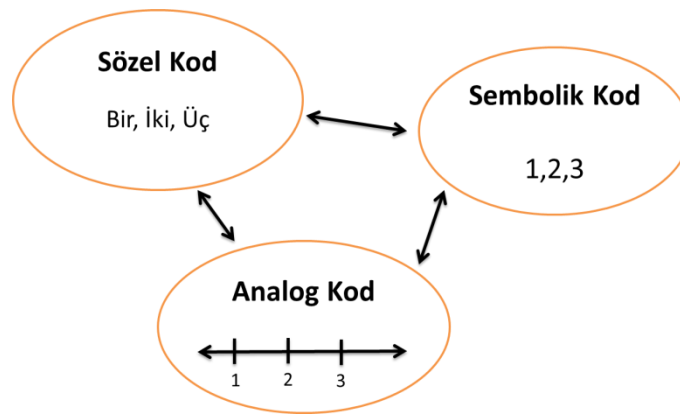 Sözel Kod
Bir, İki, Üç
Sembolik Kod
1,2,3
Analog Kod
1 2 3